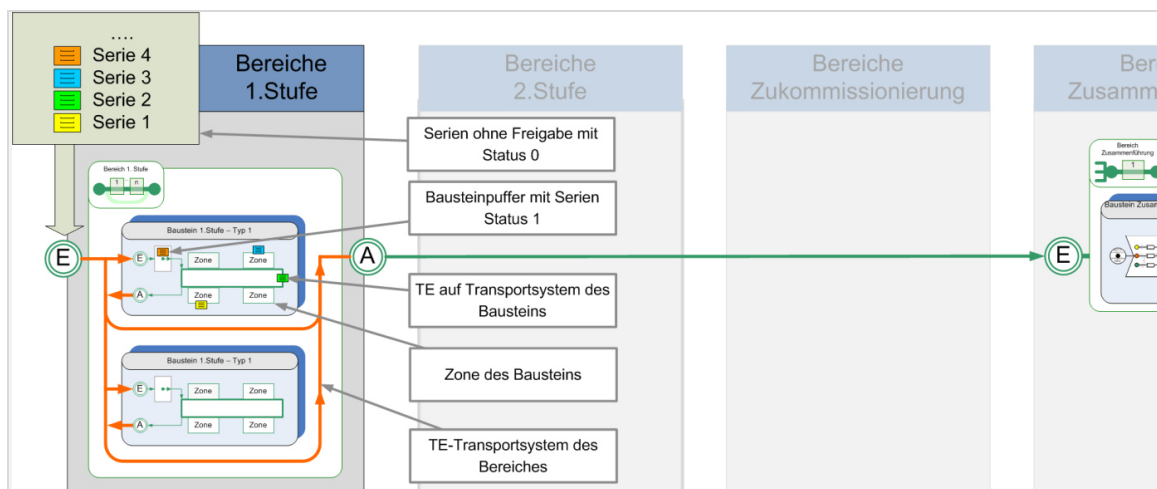 ....
Serie 4
Serie 3
Serie 2
Serie 1
Bereiche
1.Stufe
Bereiche
2.Stufe
Bereiche
Zukommissionierung
Ber
Zusamm
Serien ohne Freigabe mit
Status 0
Bausteinpuffer mit Serien
Status 1
TE auf Transportsystem des
Bausteins
Zone des Bausteins
TE-Transportsystem des
Bereiches
Bereich 1. Stufe
1 n
E
A
E
Baustein 1.Stufe – Typ 1
E
Zone Zone
A
Zone Zone
Baustein 1.Stufe – Typ 1
E
Zone Zone
A
Zone Zone
Bereich
Zusammenführung
1
Baustein Zusam